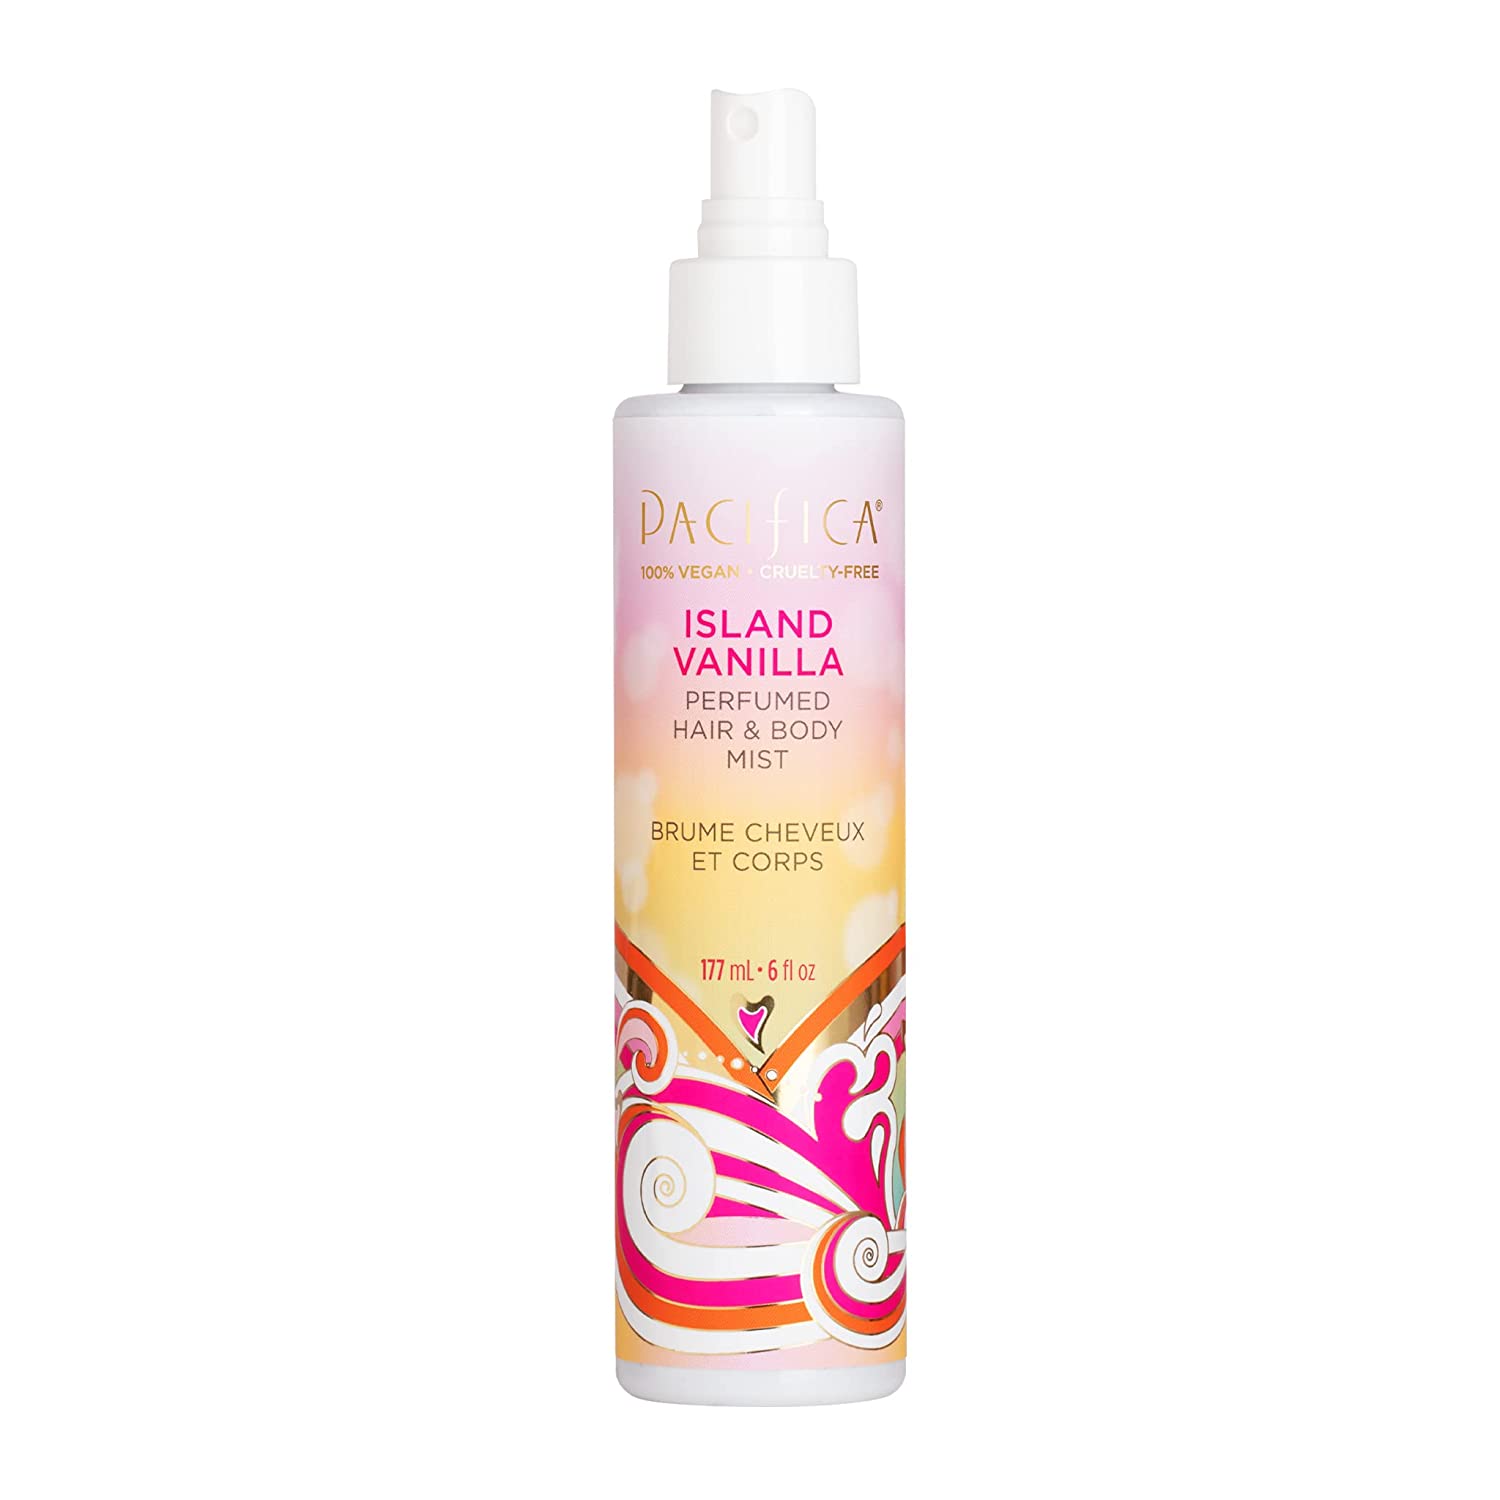 PACIFICA®
100% VEGAN • CRUELTY-FREE
ISLAND
VANILLA
PERFUMED
HAIR & BODY
MIST
BRUME CHEVEUX
ET CORPS
177 mL • 6 fl oz